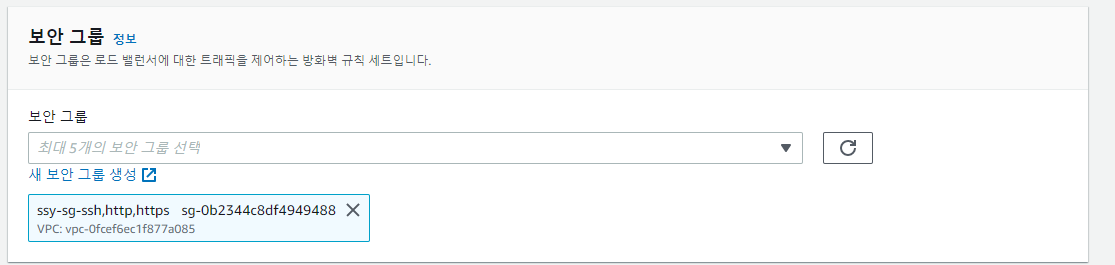 보안 그룹 정보
보안 그룹은 로드 밸런서에 대한 트래픽을 제어하는 방화벽 규칙 세트입니다.
보안 그룹
최대 5개의 보안 그룹 선택
새 보안 그룹 생성
ssy-sg-ssh,http,https sg-0b2344c8df4949488
VPC: vpc-0fcef6ec1f877a085